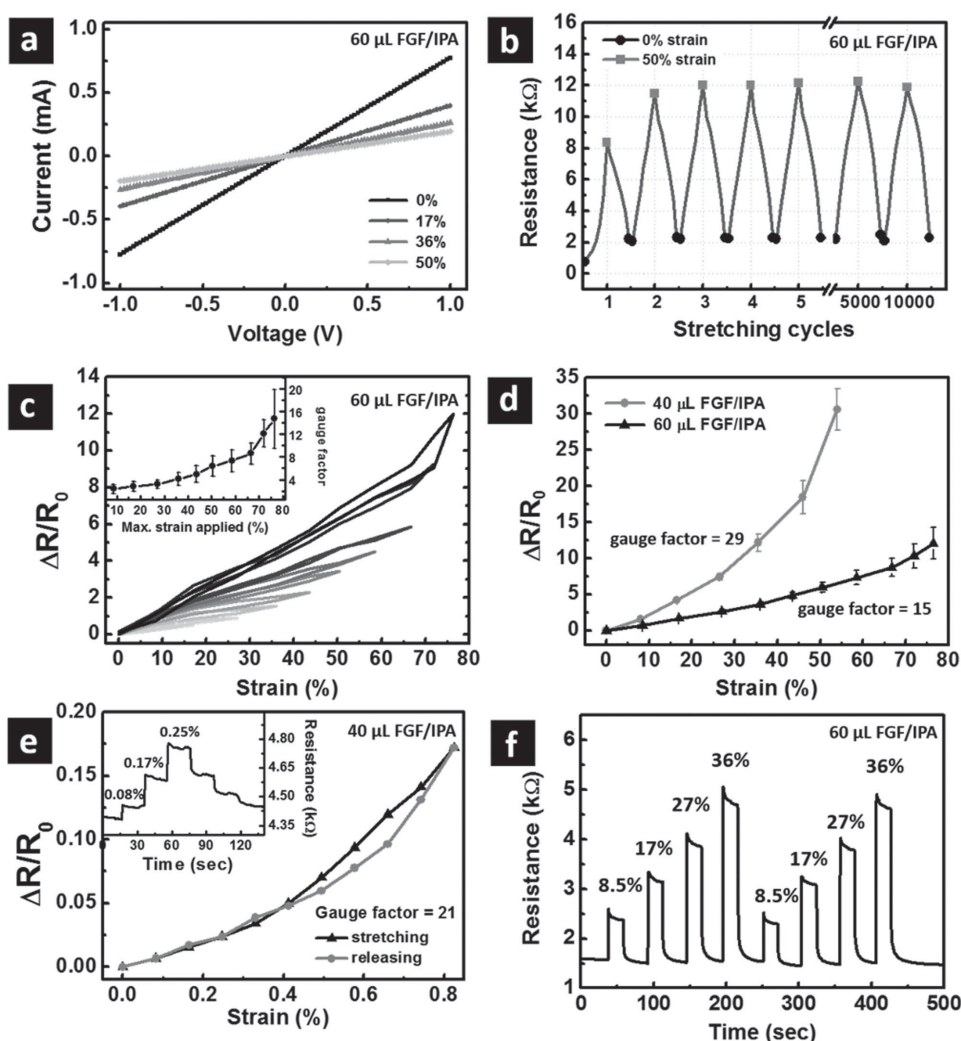 a
60 μL FGF/IPA
Current (mA)
1.0
0.5
0.0
-0.5
-1.0
0%
17%
36%
50%
-1.0 -0.5 0.0 0.5 1.0
Voltage (V)
b
0% strain
50% strain
60 μL FGF/IPA
Resistance (kΩ)
16
14
12
10
8
6
4
2
0
1 2 3 4 5 5000 10000
Stretching cycles
c
60 μL FGF/IPA
ΔR/R0
14
12
10
8
6
4
2
0
20
16
12
8
4
gauge factor
10 20 30 40 50 60 70 80
Max. strain applied (%)
0 10 20 30 40 50 60 70 80
Strain (%)
d
40 μL FGF/IPA
60 μL FGF/IPA
ΔR/R0
35
30
25
20
15
10
5
0
gauge factor = 29
gauge factor = 15
0 10 20 30 40 50 60 70 80
Strain (%)
e
40 μL FGF/IPA
ΔR/R0
0.20
0.15
0.10
0.05
0.00
0.08%
0.17%
0.25%
4.80
4.65
4.50
4.35
Resistance (kΩ)
30 60 90 120
Time (sec)
Gauge factor = 21
stretching
releasing
0.0 0.2 0.4 0.6 0.8
Strain (%)
f
60 μL FGF/IPA
Resistance (kΩ)
6
5
4
3
2
1
8.5%
17%
27%
36%
8.5%
17%
27%
36%
0 100 200 300 400 500
Time (sec)